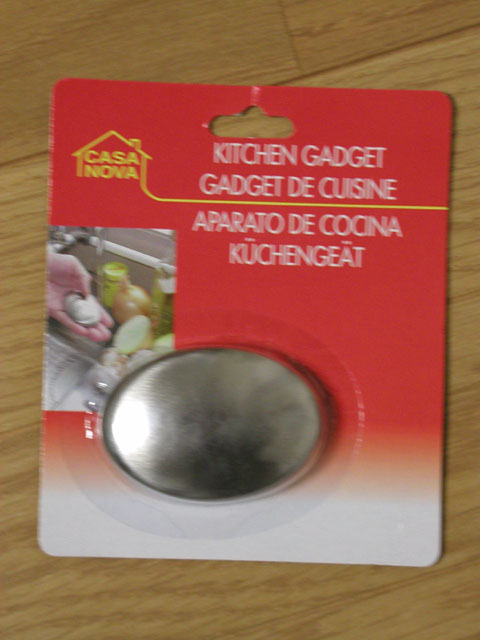 CASA
NOVA
KITCHEN GADGET
GADGET DE CUISINE
APARATO DE COCINA
KÜCHENGEÄT